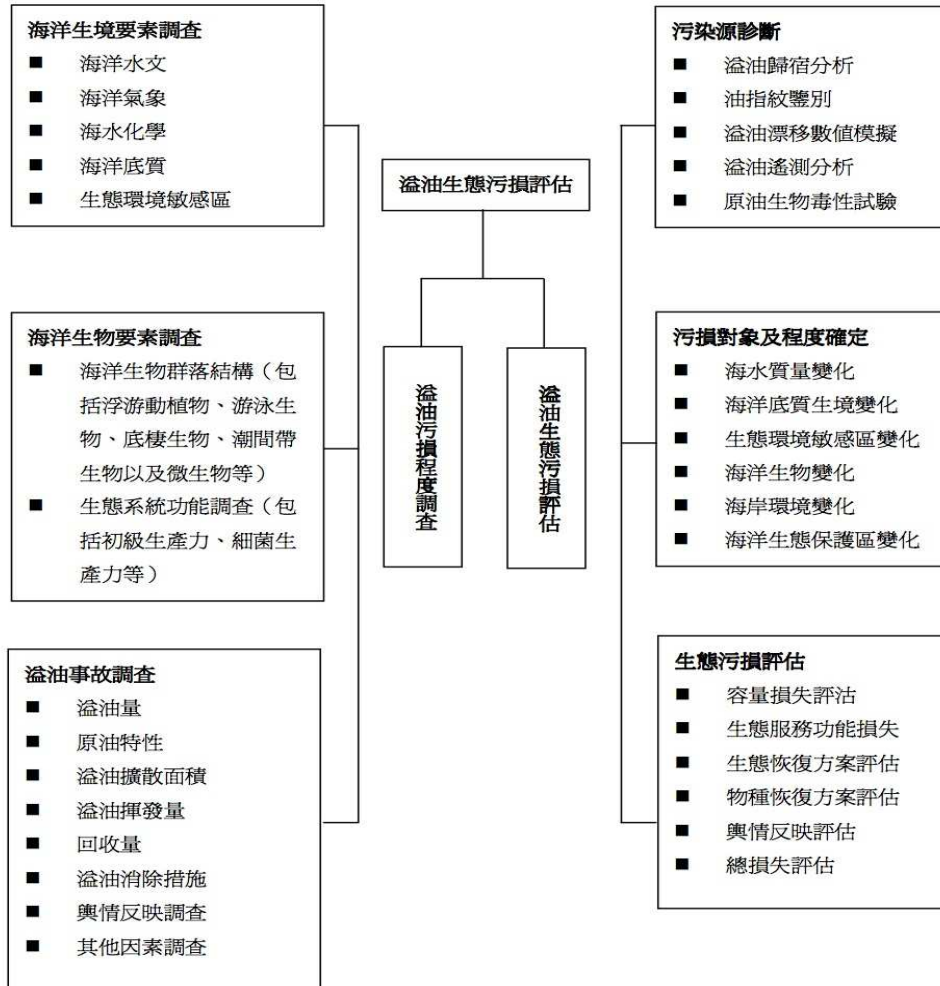 海洋生境要素調查
■ 海洋水文
■ 海洋氣象
■ 海水化學
■ 海洋底質
■ 生態環境敏感區
海洋生物要素調查
■ 海洋生物群落結構（包
括浮游動植物、游泳生
物、底棲生物、潮間帶
生物以及微生物等）
■ 生態系統功能調查（包
括初級生產力、細菌生
產力等）
溢油事故調查
■ 溢油量
■ 原油特性
■ 溢油擴散面積
■ 溢油揮發量
■ 回收量
■ 溢油消除措施
■ 輿情反映調查
■ 其他因素調查
溢油生態污損評估
溢油污損程度調查
溢油生態污損評估
污染源診斷
■ 溢油歸宿分析
■ 油指紋鑒別
■ 溢油漂移數值模擬
■ 溢油遙測分析
■ 原油生物毒性試驗
污損對象及程度確定
■ 海水質量變化
■ 海洋底質生境變化
■ 生態環境敏感區變化
■ 海洋生物變化
■ 海岸環境變化
■ 海洋生態保護區變化
生態污損評估
■ 容量損失評沽
■ 生態服務功能損失
■ 生態恢復方案評估
■ 物種恢復方案評估
■ 輿情反映評估
■ 總損失評估